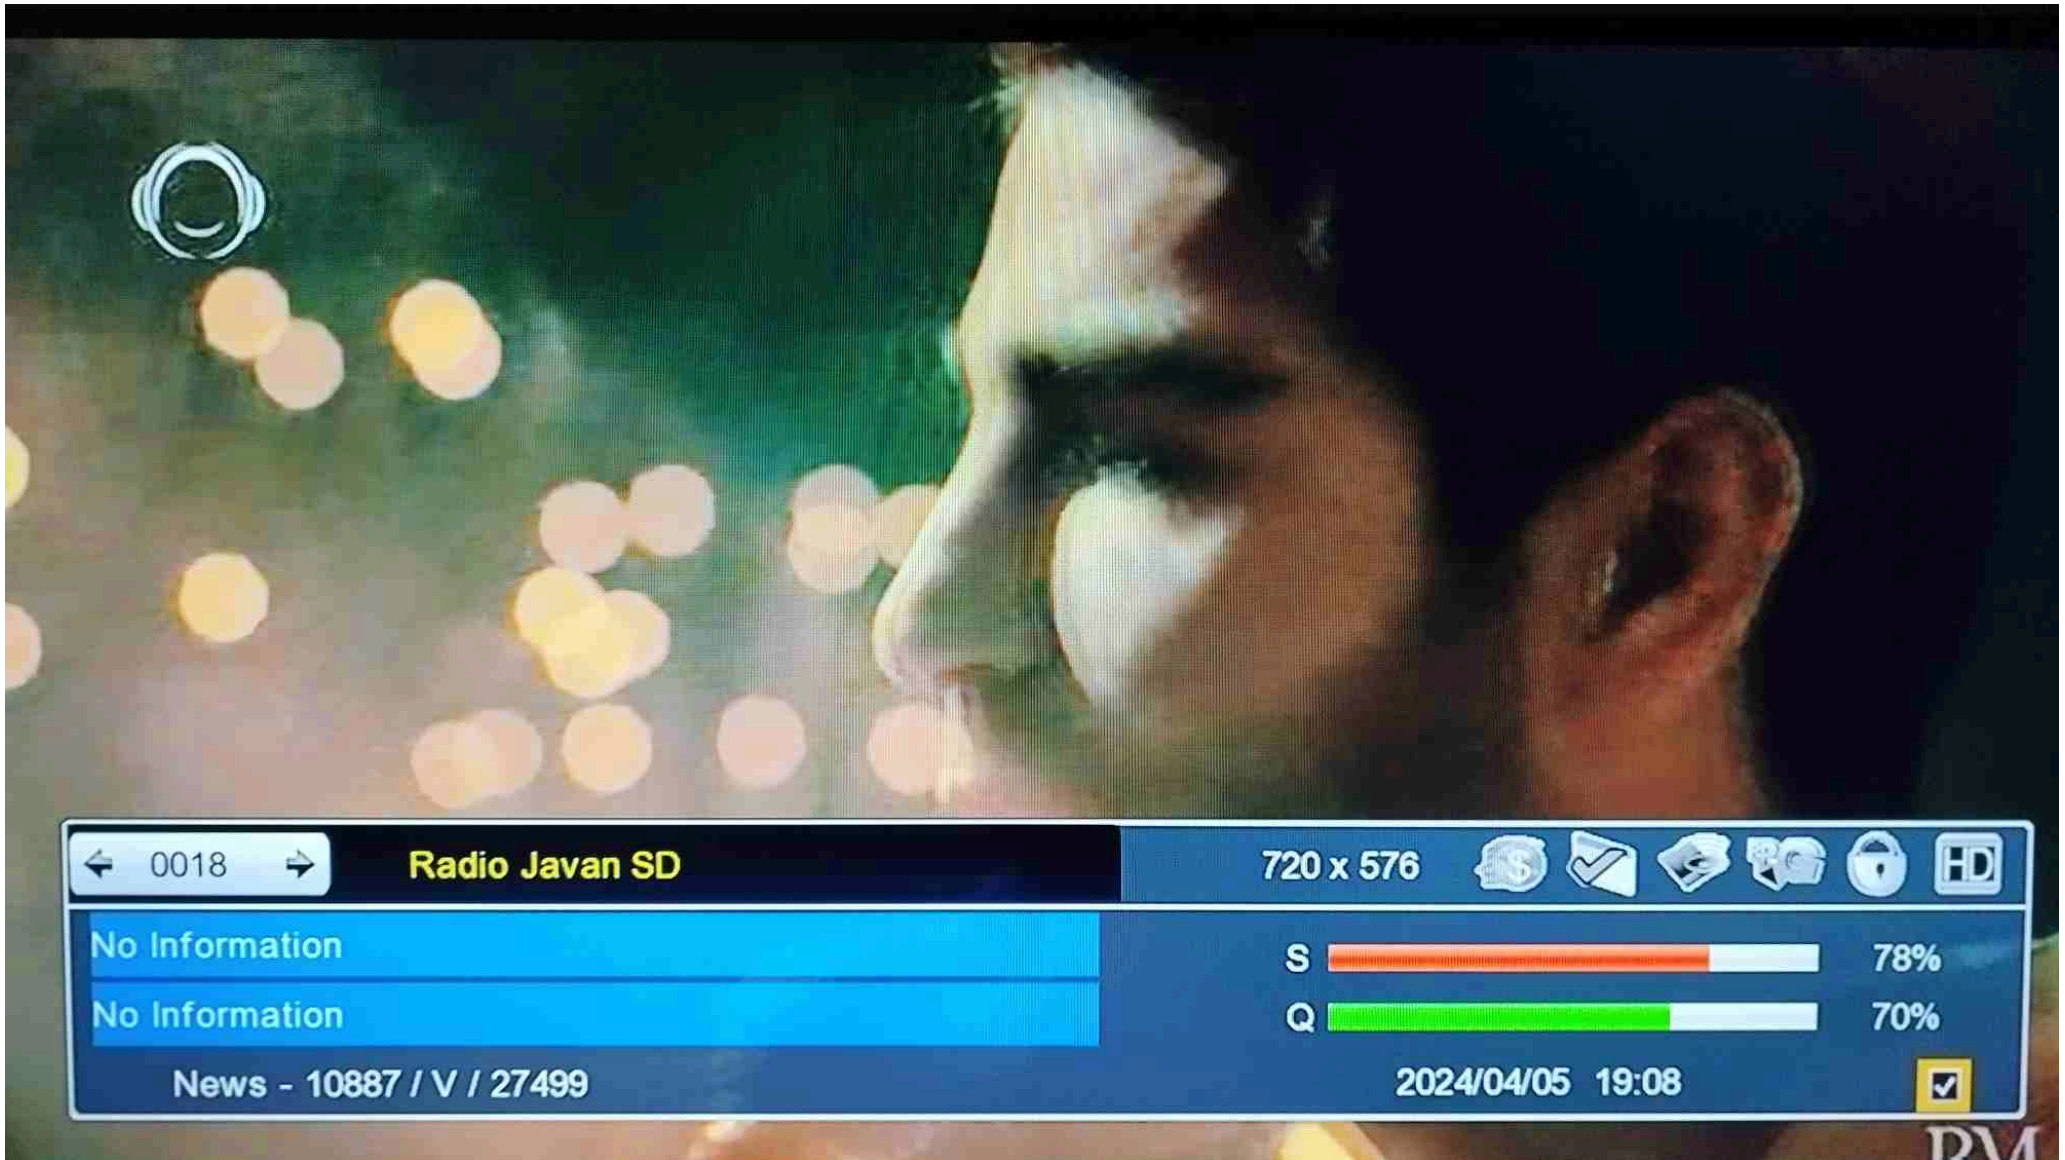 0018
Radio Javan SD
720 x 576
$
HD
No Information
S 78%
No Information
Q 70%
News - 10887 / V / 27499
2024/04/05 19:08